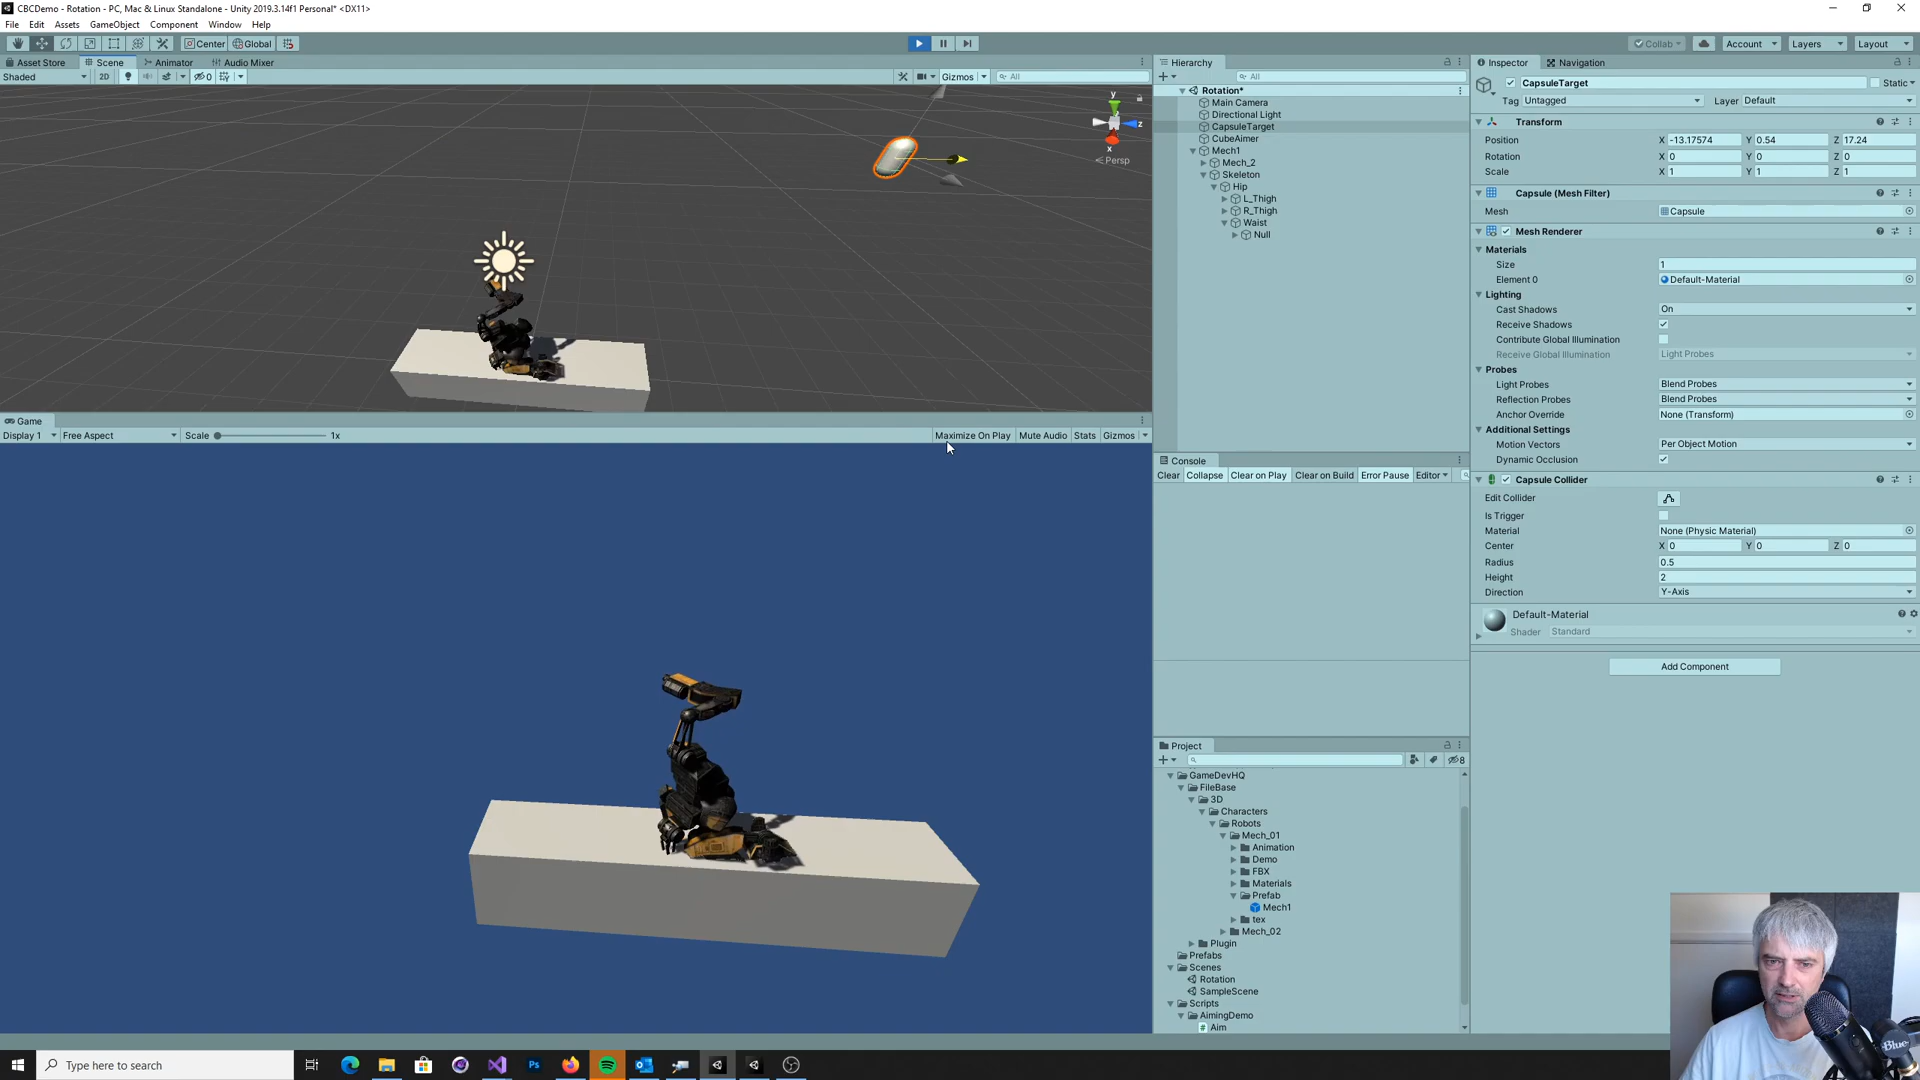 CBCDemo - Rotation - PC, Mac & Linux Standalone - Unity 2019.3.14f1 Personal* <DX11>
File Edit Assets GameObject Component Window Help
Center Global
Collab Account Layers Layout
Asset Store Scene Animator Audio Mixer
Shaded 2D 0 Gizmos All
y
z
x
< Persp
Game
Display 1 Free Aspect Scale 1x Maximize On Play Mute Audio Stats Gizmos
Hierarchy
All
Rotation*
Main Camera
Directional Light
CapsuleTarget
CubeAimer
Mech1
Mech_2
Skeleton
Hip
L_Thigh
R_Thigh
Waist
Null
Console
Clear Collapse Clear on Play Clear on Build Error Pause Editor
Project
8
GameDevHQ
FileBase
3D
Characters
Robots
Mech_01
Animation
Demo
FBX
Materials
Prefab
Mech1
tex
Mech_02
Plugin
Prefabs
Scenes
Rotation
SampleScene
Scripts
AimingDemo
Aim
Inspector Navigation
CapsuleTarget Static
Tag Untagged Layer Default
Transform
Position X -13.17574 Y 0.54 Z 17.24
Rotation X 0 Y 0 Z 0
Scale X 1 Y 1 Z 1
Capsule (Mesh Filter)
Mesh Capsule
Mesh Renderer
Materials
Size 1
Element 0 Default-Material
Lighting
Cast Shadows On
Receive Shadows
Contribute Global Illumination
Receive Global Illumination Light Probes
Probes
Light Probes Blend Probes
Reflection Probes Blend Probes
Anchor Override None (Transform)
Additional Settings
Motion Vectors Per Object Motion
Dynamic Occlusion
Capsule Collider
Edit Collider
Is Trigger
Material None (Physic Material)
Center X 0 Y 0 Z 0
Radius 0.5
Height 2
Direction Y-Axis
Default-Material
Shader Standard
Add Component
Blue
Type here to search
Ps